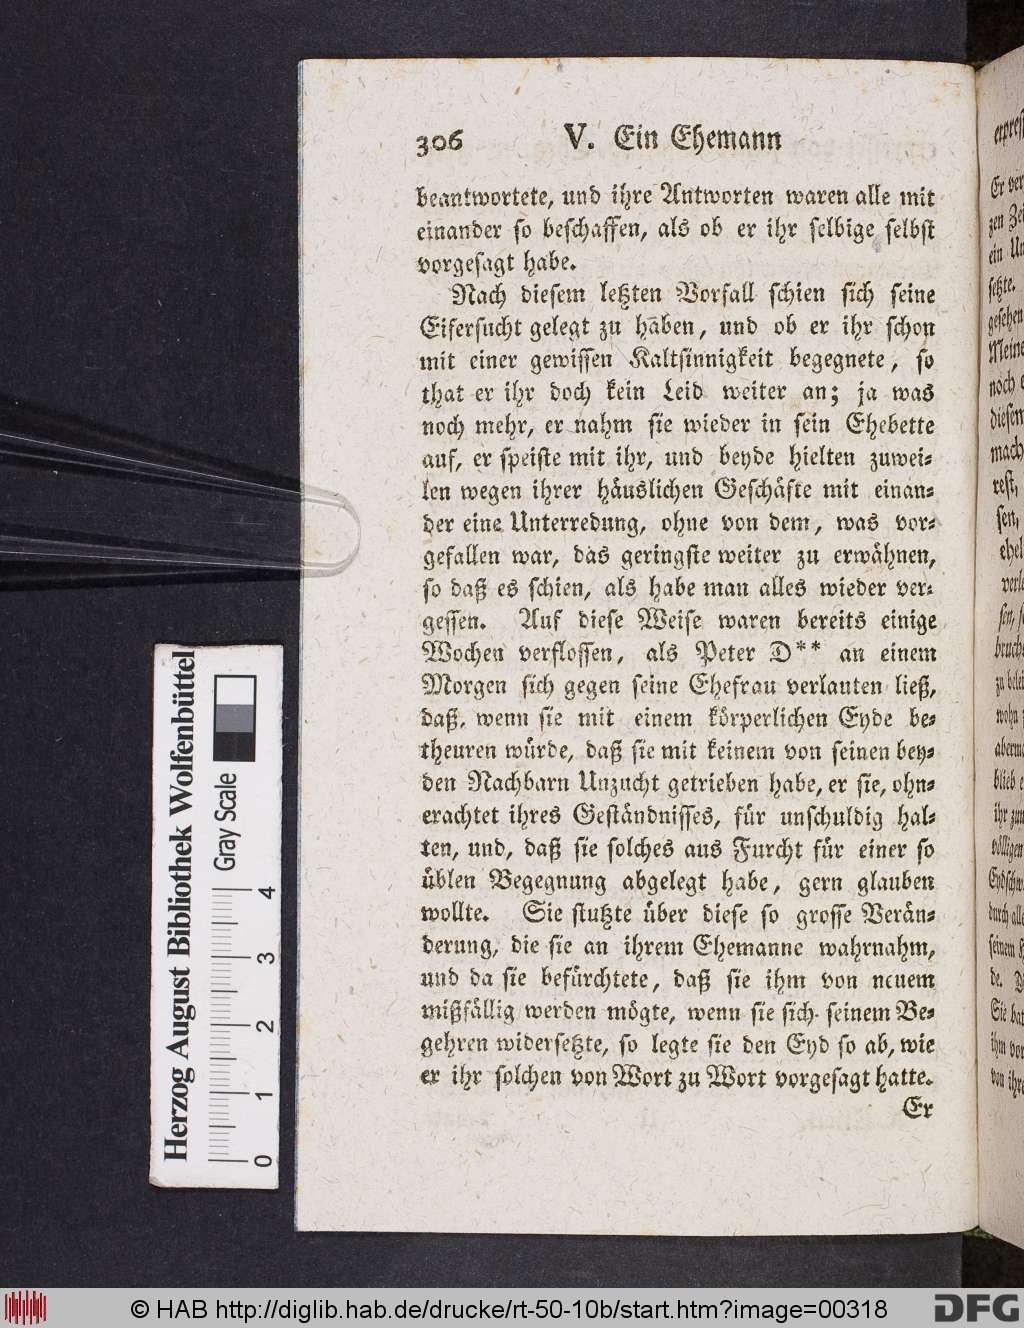 306 V. Ein Ehemann
beantwortete, und ihre Antworten waren alle mit
einander so beschaffen, als ob er ihr selbige selbst
vorgesagt habe.
Nach diesem letzten Vorfall schien sich seine
Eifersucht gelegt zu haben, und ob er ihr schon
mit einer gewissen Kaltsinnigkeit begegnete, so
that er ihr doch kein Leid weiter an; ja was
noch mehr, er nahm sie wieder in sein Ehebette
auf, er speiste mit ihr, und beyde hielten zuwei-
len wegen ihrer häuslichen Geschäfte mit einan-
der eine Unterredung, ohne von dem, was vor-
gefallen war, das geringste weiter zu erwähnen,
so daß es schien, als habe man alles wieder ver-
gessen. Auf diese Weise waren bereits einige
Wochen verflossen, als Peter D** an einem
Morgen sich gegen seine Ehefrau verlauten ließ,
daß, wenn sie mit einem körperlichen Eyde be-
theuren würde, daß sie mit keinem von seinen bey-
den Nachbarn Unzucht getrieben habe, er sie, ohn-
erachtet ihres Geständnisses, für unschuldig hal-
ten, und, daß sie solches aus Furcht für einer so
üblen Begegnung abgelegt habe, gern glauben
wollte. Sie stutzte über diese so grosse Verän-
derung, die sie an ihrem Ehemanne wahrnahm,
und da sie befürchtete, daß sie ihm von neuem
mißfällig werden mögte, wenn sie sich seinem Be-
gehren widersetzte, so legte sie den Eyd so ab, wie
er ihr solchen von Wort zu Wort vorgesagt hatte.
Er
Herzog August Bibliothek Wolfenbüttel
Gray Scale
0 1 2 3 4
© HAB http://diglib.hab.de/drucke/rt-50-10b/start.htm?image=00318
DFG